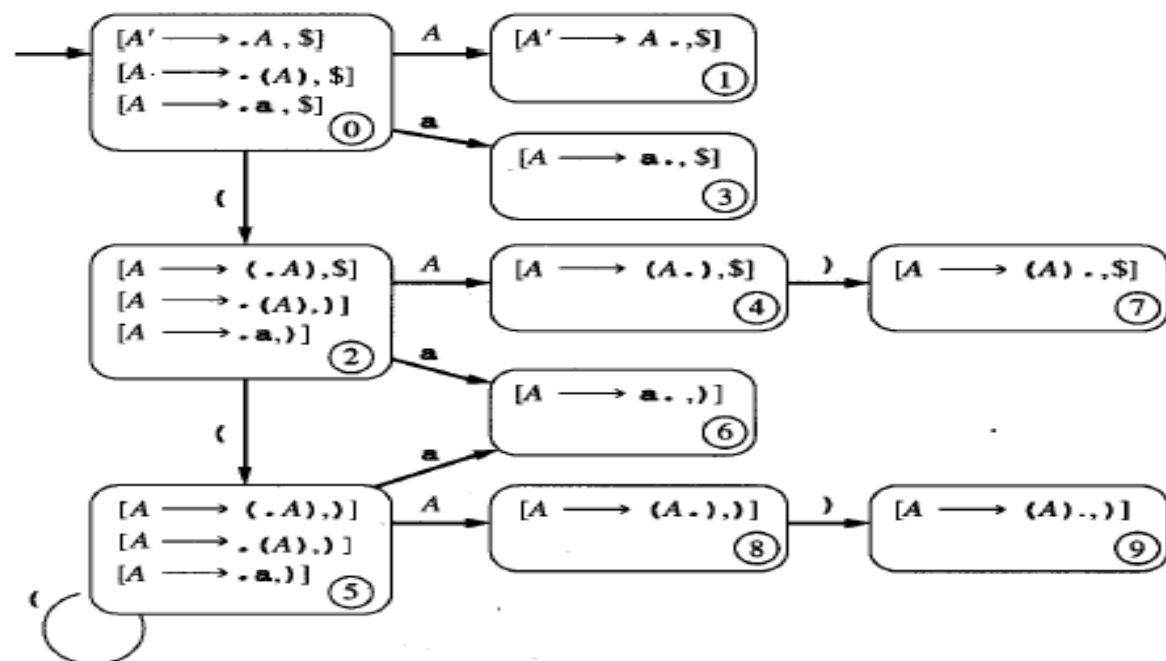 [A' ⟶ .A, $]
[A ⟶ .(A), $]
[A ⟶ .a, $]
0
A
[A' ⟶ A., $]
1
a
[A ⟶ a., $]
3
(
[A ⟶ (.A),$]
[A ⟶ .(A),)]
[A ⟶ .a,)]
2
A
[A ⟶ (A.),$]
4
)
[A ⟶ (A).,$]
7
a
[A ⟶ a.,)]
6
(
a
[A ⟶ (.A),)]
[A ⟶ .(A),)]
[A ⟶ .a,)]
5
A
[A ⟶ (A.),)]
8
)
[A ⟶ (A).,)]
9
(